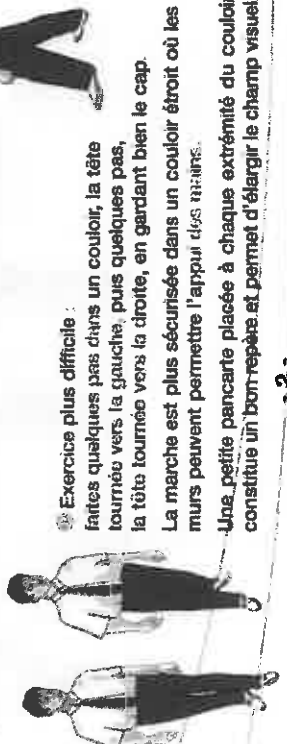 Exercice plus difficile :
faites quelques pas dans un couloir, la tête
tournée vers la gauche, puis quelques pas,
la tête tournée vers la droite, en gardant bien le cap.
La marche est plus sécurisée dans un couloir étroit où les
murs peuvent permettre l'appui des mains.
Une petite pancarte placée à chaque extrémité du couloir
constitue un bon repère et permet d'élargir le champ visuel